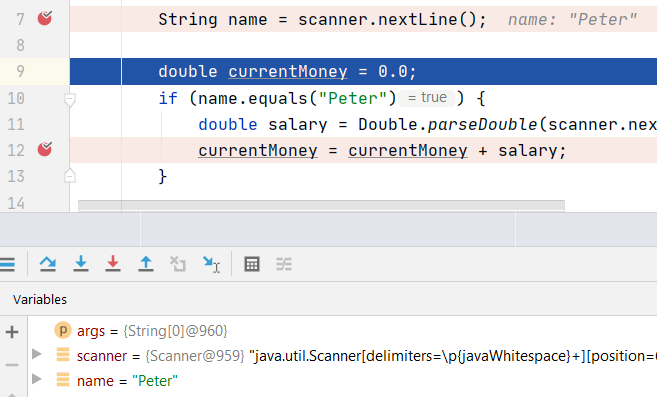 7 String name = scanner.nextLine(); name: "Peter"
8
9 double currentMoney = 0.0;
10 if (name.equals("Peter") = true ) {
11 double salary = Double.parseDouble(scanner.nex
12 currentMoney = currentMoney + salary;
13 }
14
Variables
p args = {String[0]@960}
scanner = {Scanner@959} "java.util.Scanner[delimiters=\p{javaWhitespace}+][position=
name = "Peter"